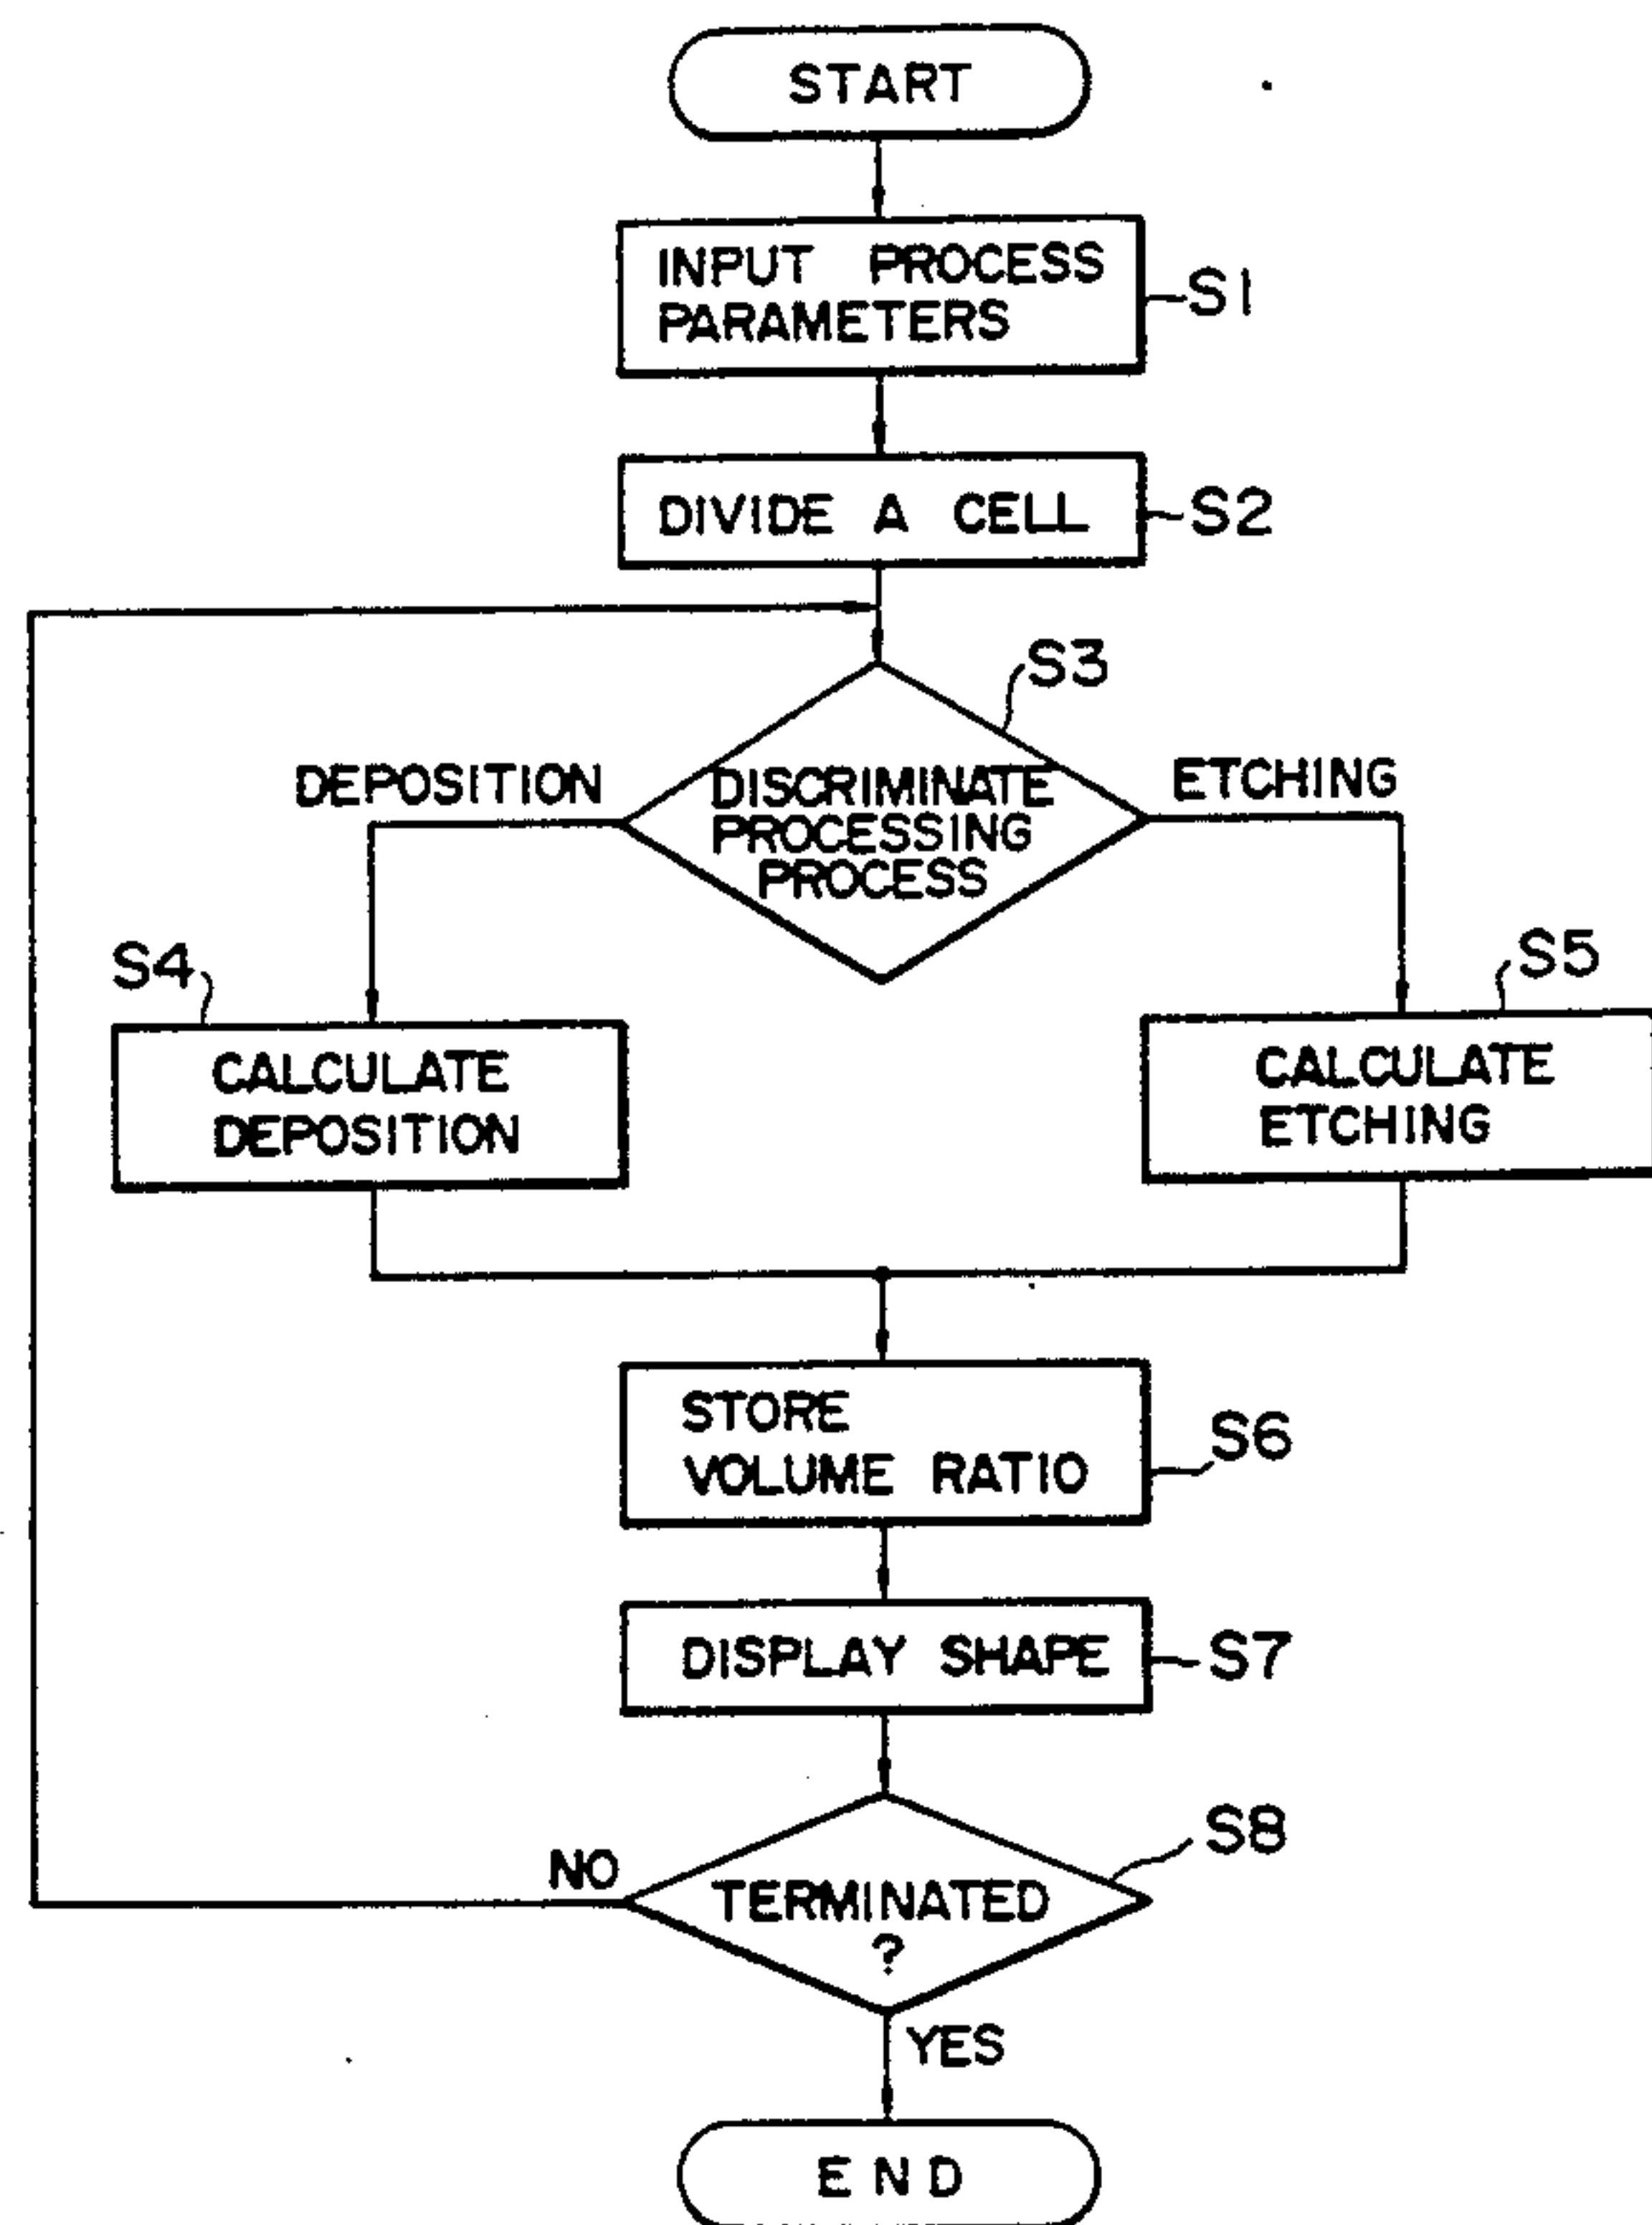 START
INPUT PROCESS
PARAMETERS
S1
DIVIDE A CELL
S2
S3
DEPOSITION
DISCRIMINATE
PROCESSING
PROCESS
ETCHING
S4
CALCULATE
DEPOSITION
S5
CALCULATE
ETCHING
STORE
VOLUME RATIO
S6
DISPLAY SHAPE
S7
S8
NO
TERMINATED
?
YES
END